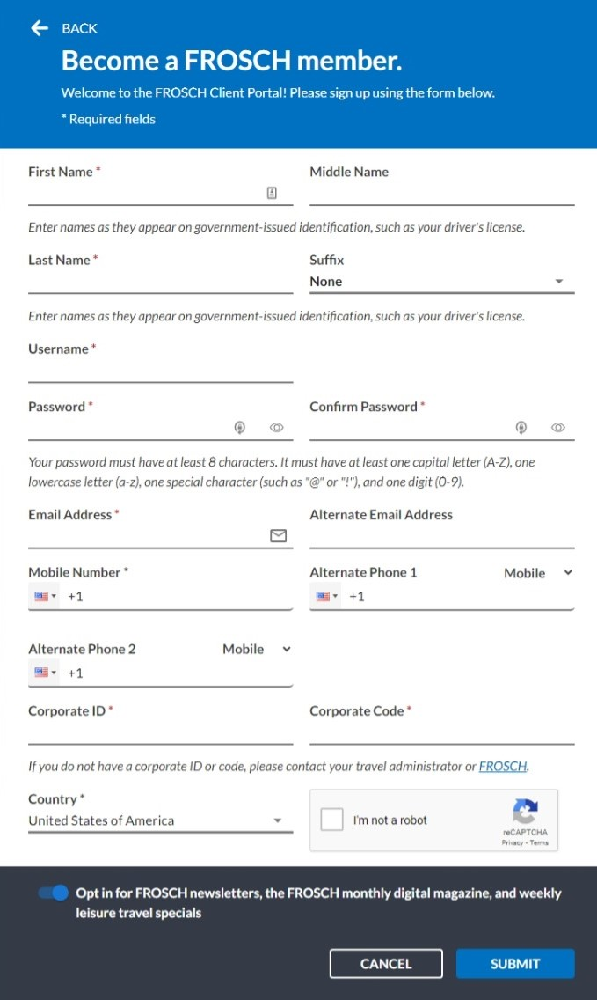 BACK
Become a FROSCH member.
Welcome to the FROSCH Client Portal! Please sign up using the form below.
* Required fields
First Name *
Middle Name
Enter names as they appear on government-issued identification, such as your driver's license.
Last Name *
Suffix
None
Enter names as they appear on government-issued identification, such as your driver's license.
Username *
Password *
Confirm Password *
Your password must have at least 8 characters. It must have at least one capital letter (A-Z), one
lowercase letter (a-z), one special character (such as "@" or "!"), and one digit (0-9).
Email Address *
Alternate Email Address
Mobile Number *
+1
Alternate Phone 1
Mobile
+1
Alternate Phone 2
Mobile
+1
Corporate ID *
Corporate Code *
If you do not have a corporate ID or code, please contact your travel administrator or FROSCH.
Country *
United States of America
I'm not a robot
reCAPTCHA
Privacy - Terms
Opt in for FROSCH newsletters, the FROSCH monthly digital magazine, and weekly
leisure travel specials
CANCEL
SUBMIT